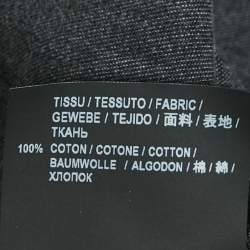 TISSU / TESSUTO / FABRIC /
GEWEBE / TEJIDO / 面料 / 表地 /
ТКАНЬ
100% COTON / COTONE / COTTON /
BAUMWOLLE / ALGODON / 棉 / 綿 /
ХЛОПОК